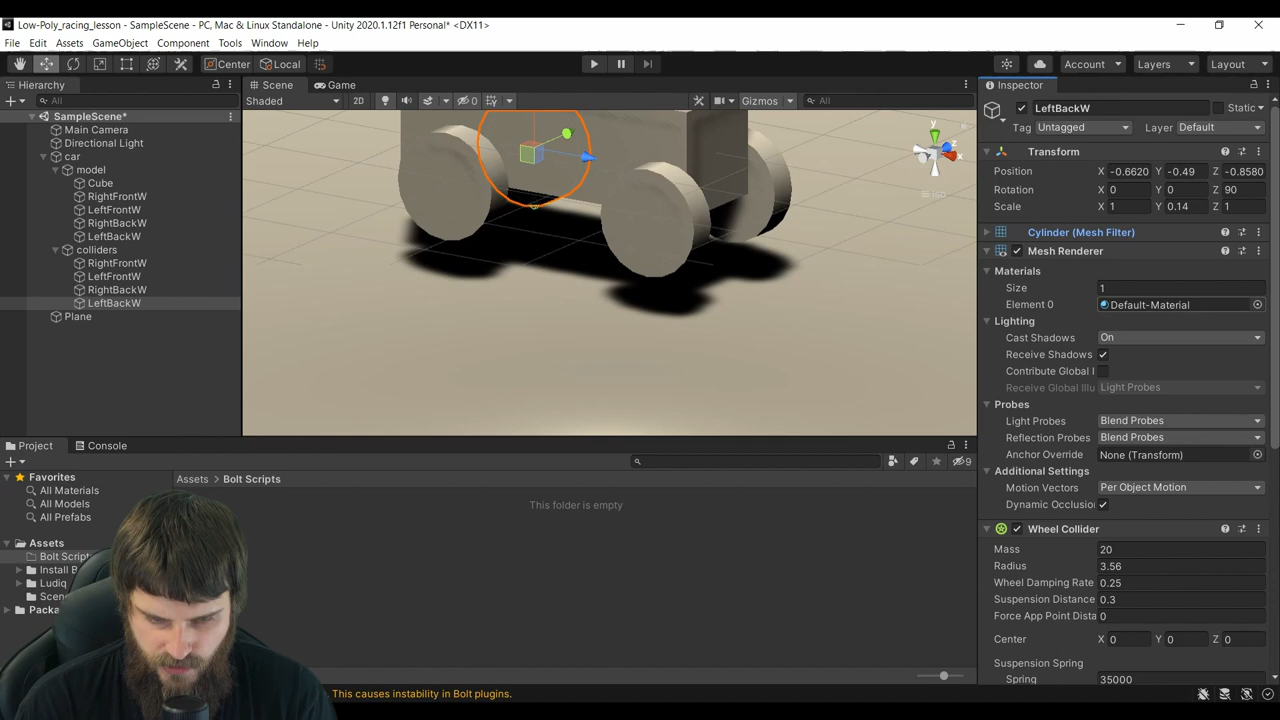 Low-Poly_racing_lesson - SampleScene - PC, Mac & Linux Standalone - Unity 2020.1.12f1 Personal* <DX11>
File Edit Assets GameObject Component Tools Window Help
Center Local Account Layers Layout
Hierarchy
All
SampleScene*
Main Camera
Directional Light
car
model
Cube
RightFrontW
LeftFrontW
RightBackW
LeftBackW
colliders
RightFrontW
LeftFrontW
RightBackW
LeftBackW
Plane
Scene Game
Shaded 2D 0 Gizmos All
y
z
x
Iso
Inspector
LeftBackW Static
Tag Untagged Layer Default
Transform
Position X -0.6620 Y -0.49 Z -0.8580
Rotation X 0 Y 0 Z 90
Scale X 1 Y 0.14 Z 1
Cylinder (Mesh Filter)
Mesh Renderer
Materials
Size 1
Element 0 Default-Material
Lighting
Cast Shadows On
Receive Shadows
Contribute Global I
Receive Global Illu Light Probes
Probes
Light Probes Blend Probes
Reflection Probes Blend Probes
Anchor Override None (Transform)
Additional Settings
Motion Vectors Per Object Motion
Dynamic Occlusion
Wheel Collider
Mass 20
Radius 3.56
Wheel Damping Rate 0.25
Suspension Distance 0.3
Force App Point Dista 0
Center X 0 Y 0 Z 0
Suspension Spring
Spring 35000
Project Console
9
Favorites
All Materials
All Models
All Prefabs
Assets
Bolt Scripts
Install B
Ludiq
Scen
Packa
Assets > Bolt Scripts
This folder is empty
This causes instability in Bolt plugins.